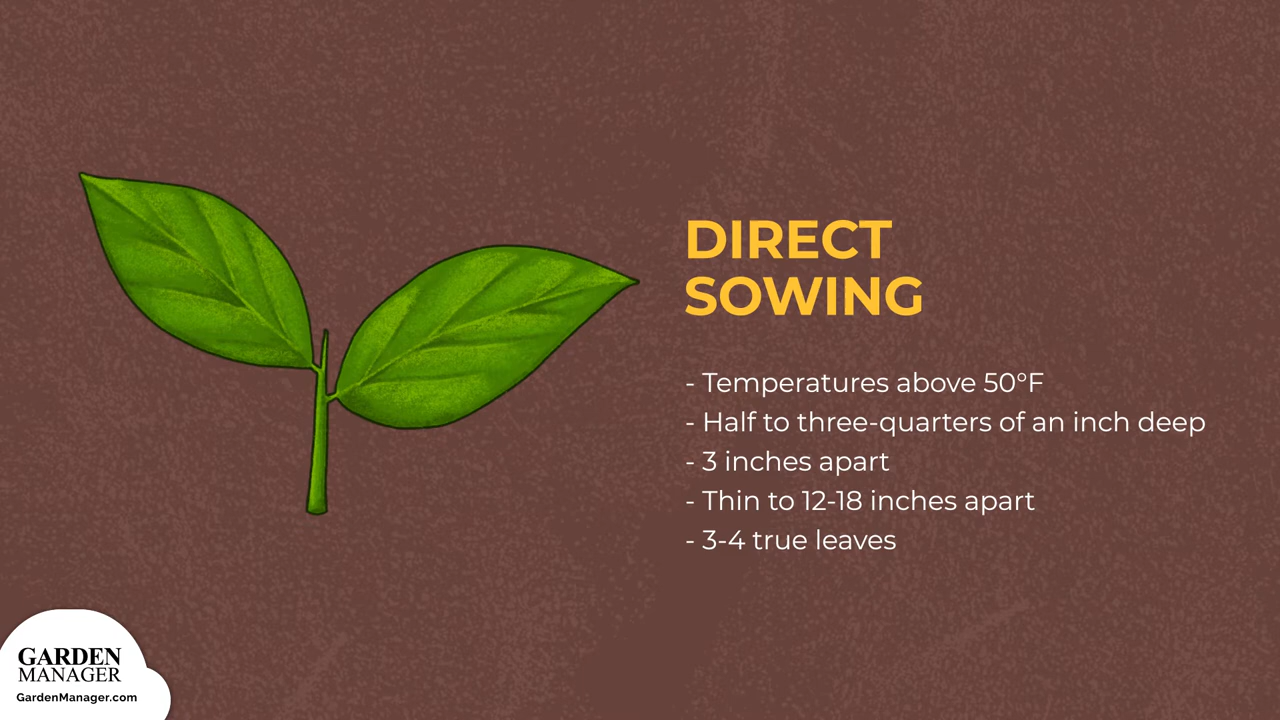 DIRECT
SOWING
- Temperatures above 50°F
- Half to three-quarters of an inch deep
- 3 inches apart
- Thin to 12-18 inches apart
- 3-4 true leaves
GARDEN
MANAGER
GardenManager.com